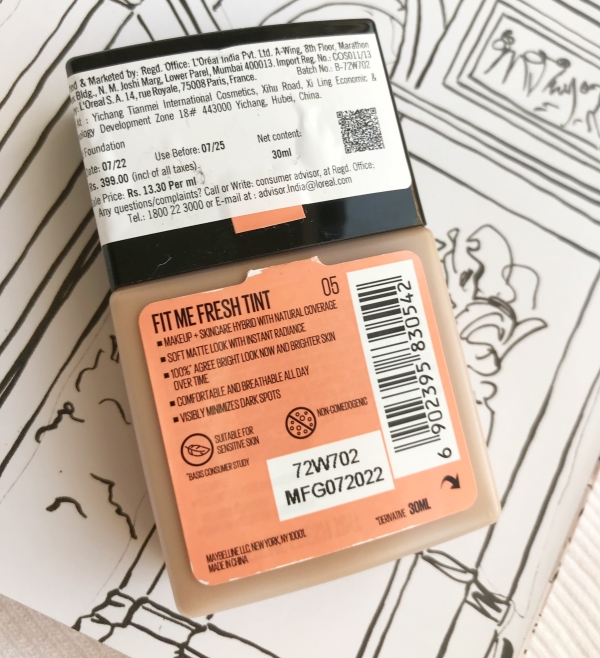 & Marketed by: Regd. Office: L'Oréal India Pvt. Ltd. A-Wing, 8th Floor, Marathon
Bldg., N. M. Joshi Marg, Lower Parel, Mumbai 400013. Import Reg. No.: COS011/13
L'Oreal S. A. 14, rue Royale, 75008 Paris, France. Batch No.: B-72W702
at : Yichang Tianmei International Cosmetics, Xihu Road, Xi Ling Economic, &
Development Zone 18# 443000 Yichang, Hubei, China.
Foundation
07/22 Use Before: 07/25 Net content:
Rs. 399.00 (incl of all taxes) 30ml
Price: Rs. 13.30 Per ml
Any questions/complaints? Call or Write: consumer advisor, at Regd. Office;
Tel.: 1800 22 3000 or E-mail at : advisor.India@loreal.com
FIT ME FRESH TINT 05
■ MAKEUP + SKINCARE HYBRID WITH NATURAL COVERAGE
■ SOFT MATTE LOOK WITH INSTANT RADIANCE
■ 100%* AGREE BRIGHT LOOK NOW AND BRIGHTER SKIN
OVER TIME
■ COMFORTABLE AND BREATHABLE ALL DAY
■ VISIBLY MINIMIZES DARK SPOTS
SUITABLE FOR
SENSITIVE SKIN
NON-COMEDOGENIC
*BASIS CONSUMER STUDY
72W702
MFG072022
6 902395 830542
*DERIVATIVE 30ML
MAYBELLINE LLC, NEW YORK, NY 10001.
MADE IN CHINA